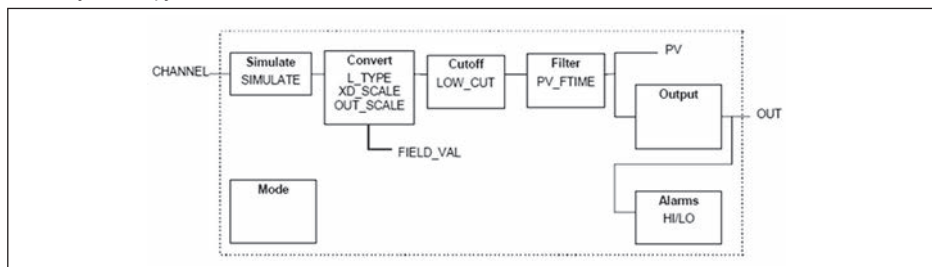 CHANNEL
Simulate
SIMULATE
Convert
L_TYPE
XD_SCALE
OUT_SCALE
FIELD_VAL
Cutoff
LOW_CUT
Filter
PV_FTIME
PV
Output
OUT
Mode
Alarms
HI/LO